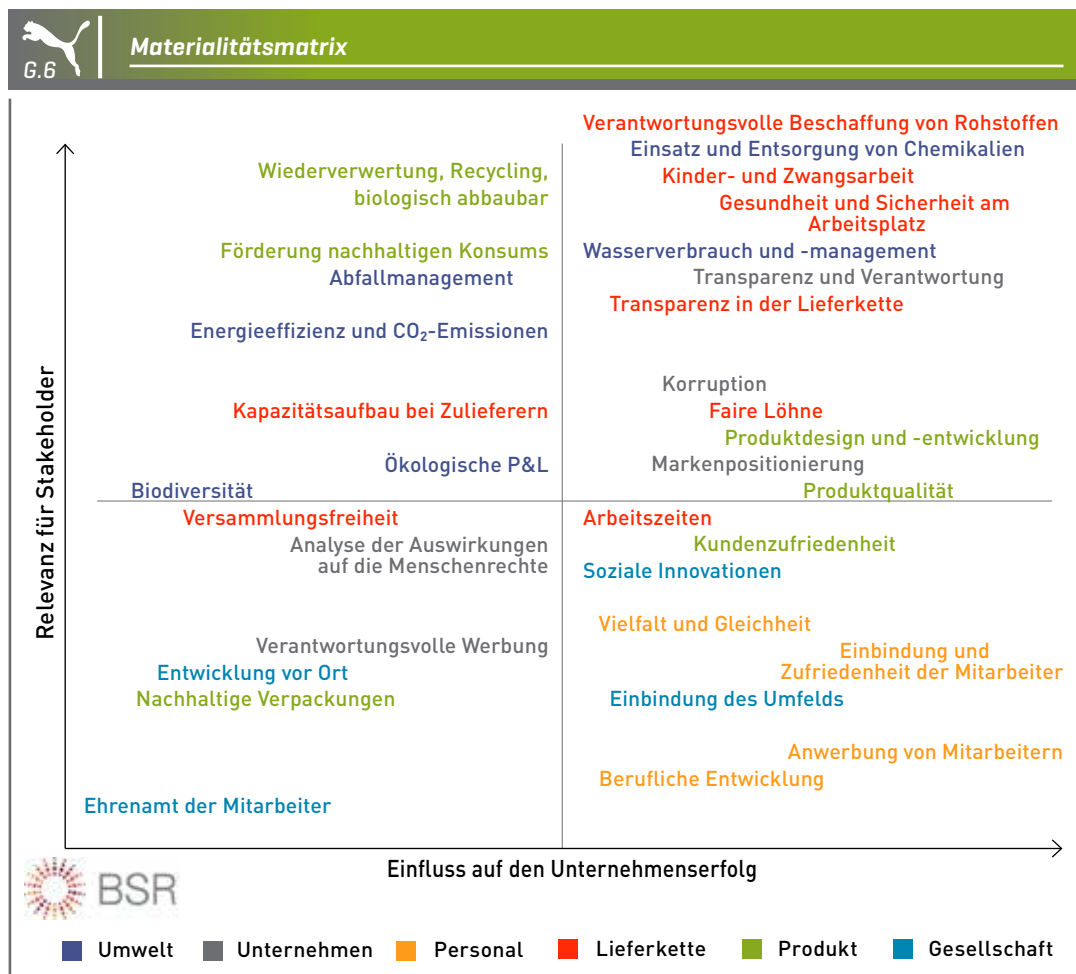 G.6
Materialitätsmatrix
Relevanz für Stakeholder
Wiederverwertung, Recycling,
biologisch abbaubar
Förderung nachhaltigen Konsums
Abfallmanagement
Energieeffizienz und CO₂-Emissionen
Kapazitätsaufbau bei Zulieferern
Ökologische P&L
Biodiversität
Verantwortungsvolle Beschaffung von Rohstoffen
Einsatz und Entsorgung von Chemikalien
Kinder- und Zwangsarbeit
Gesundheit und Sicherheit am
Arbeitsplatz
Wasserverbrauch und -management
Transparenz und Verantwortung
Transparenz in der Lieferkette
Korruption
Faire Löhne
Produktdesign und -entwicklung
Markenpositionierung
Produktqualität
Versammlungsfreiheit
Analyse der Auswirkungen
auf die Menschenrechte
Verantwortungsvolle Werbung
Entwicklung vor Ort
Nachhaltige Verpackungen
Ehrenamt der Mitarbeiter
Arbeitszeiten
Kundenzufriedenheit
Soziale Innovationen
Vielfalt und Gleichheit
Einbindung und
Zufriedenheit der Mitarbeiter
Einbindung des Umfelds
Anwerbung von Mitarbeitern
Berufliche Entwicklung
Einfluss auf den Unternehmenserfolg
BSR
Umwelt
Unternehmen
Personal
Lieferkette
Produkt
Gesellschaft